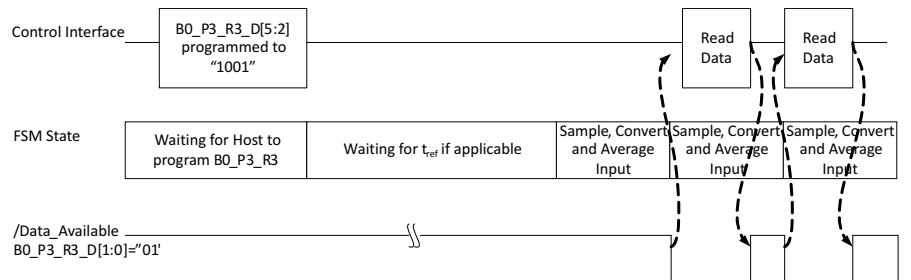 Control Interface
B0_P3_R3_D[5:2]
programmed to
“1001”
Read
Data
Read
Data
FSM State
Waiting for Host to
program B0_P3_R3
Waiting for tref if applicable
Sample, Convert
and Average
Input
Sample, Convert
and Average
Input
Sample, Convert
and Average
Input
/Data_Available
B0_P3_R3_D[1:0]=”01'